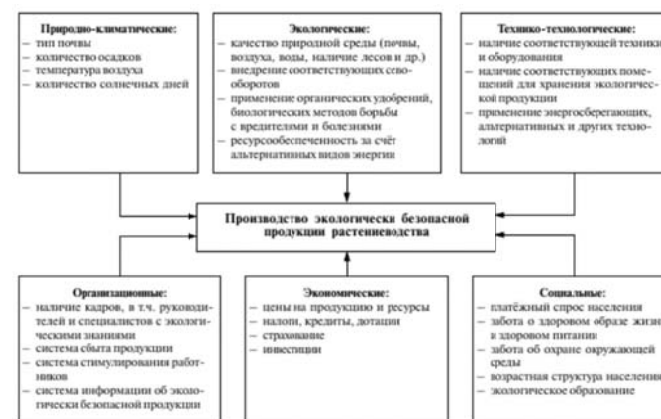 Природно-климатические:
– тип почвы
– количество осадков
– температура воздуха
– количество солнечных дней
Экологические:
– качество природной среды (почвы,
воздуха, воды, наличие лесов и др.)
– внедрение соответствующих сево-
оборотов
– применение органических удобрений,
биологических методов борьбы
с вредителями и болезнями
– ресурсообеспеченность за счёт
альтернативных видов энергии
Технико-технологические:
– наличие соответствующей техники
и оборудования
– наличие соответствующих поме-
щений для хранения экологичес-
кой продукции
– применение энергосберегающих,
альтернативных и других техно-
логий
Производство экологически безопасной
продукции растениеводства
Организационные:
– наличие кадров, в т.ч. руководи-
телей и специалистов с экологи-
ческими знаниями
– система сбыта продукции
– система стимулирования работ-
ников
– система информации об эколо-
гически безопасной продукции
Экономические:
– цены на продукцию и ресурсы
– налоги, кредиты, дотации
– страхование
– инвестиции
Социальные:
– платёжный спрос населения
– забота о здоровом образе жизни
и здоровом питании
– забота об охране окружающей
среды
– возрастная структура населения
– экологическое образование